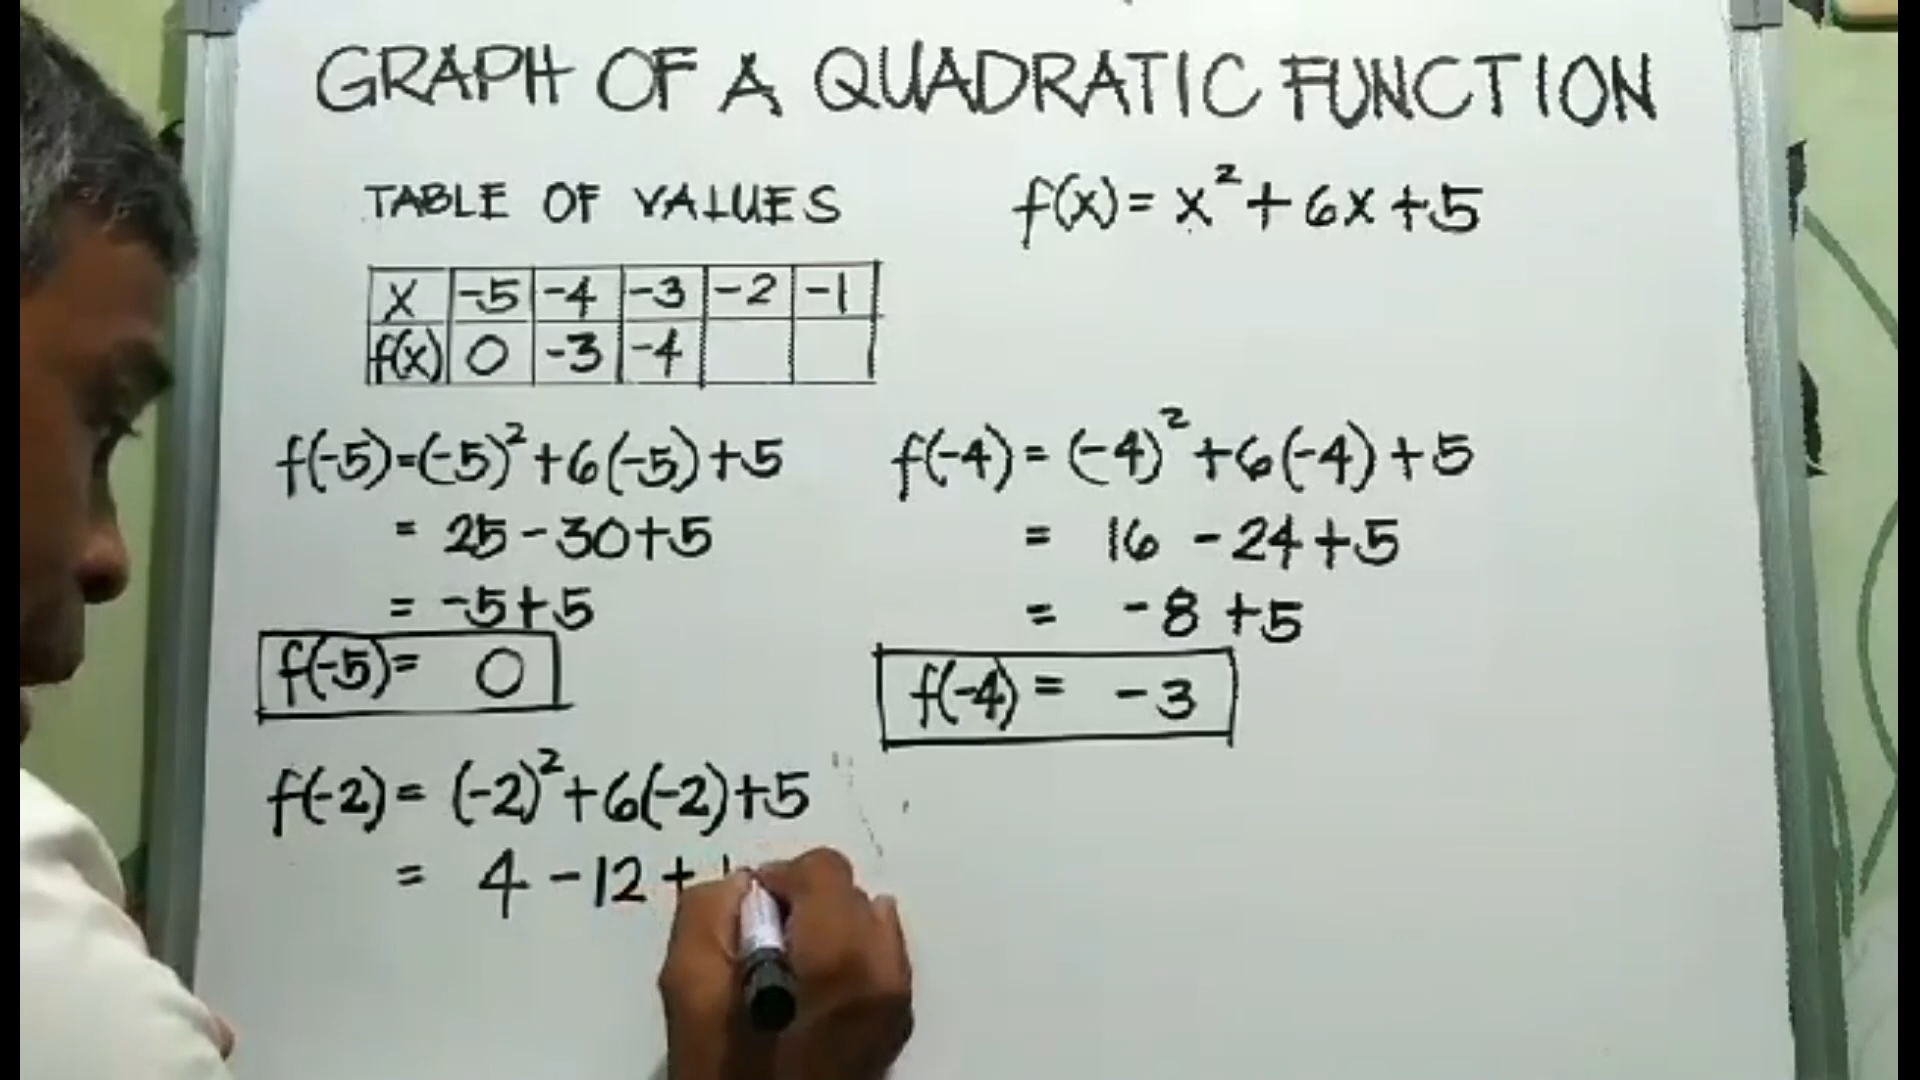 GRAPH OF A QUADRATIC FUNCTION
TABLE OF VALUES
f(x) = x² + 6x + 5
x -5 -4 -3 -2 -1
f(x) 0 -3 -4
f(-5) = (-5)² + 6(-5) + 5
= 25 - 30 + 5
= -5 + 5
f(-5) = 0
f(-4) = (-4)² + 6(-4) + 5
= 16 - 24 + 5
= -8 + 5
f(-4) = -3
f(-2) = (-2)² + 6(-2) + 5
= 4 - 12 +